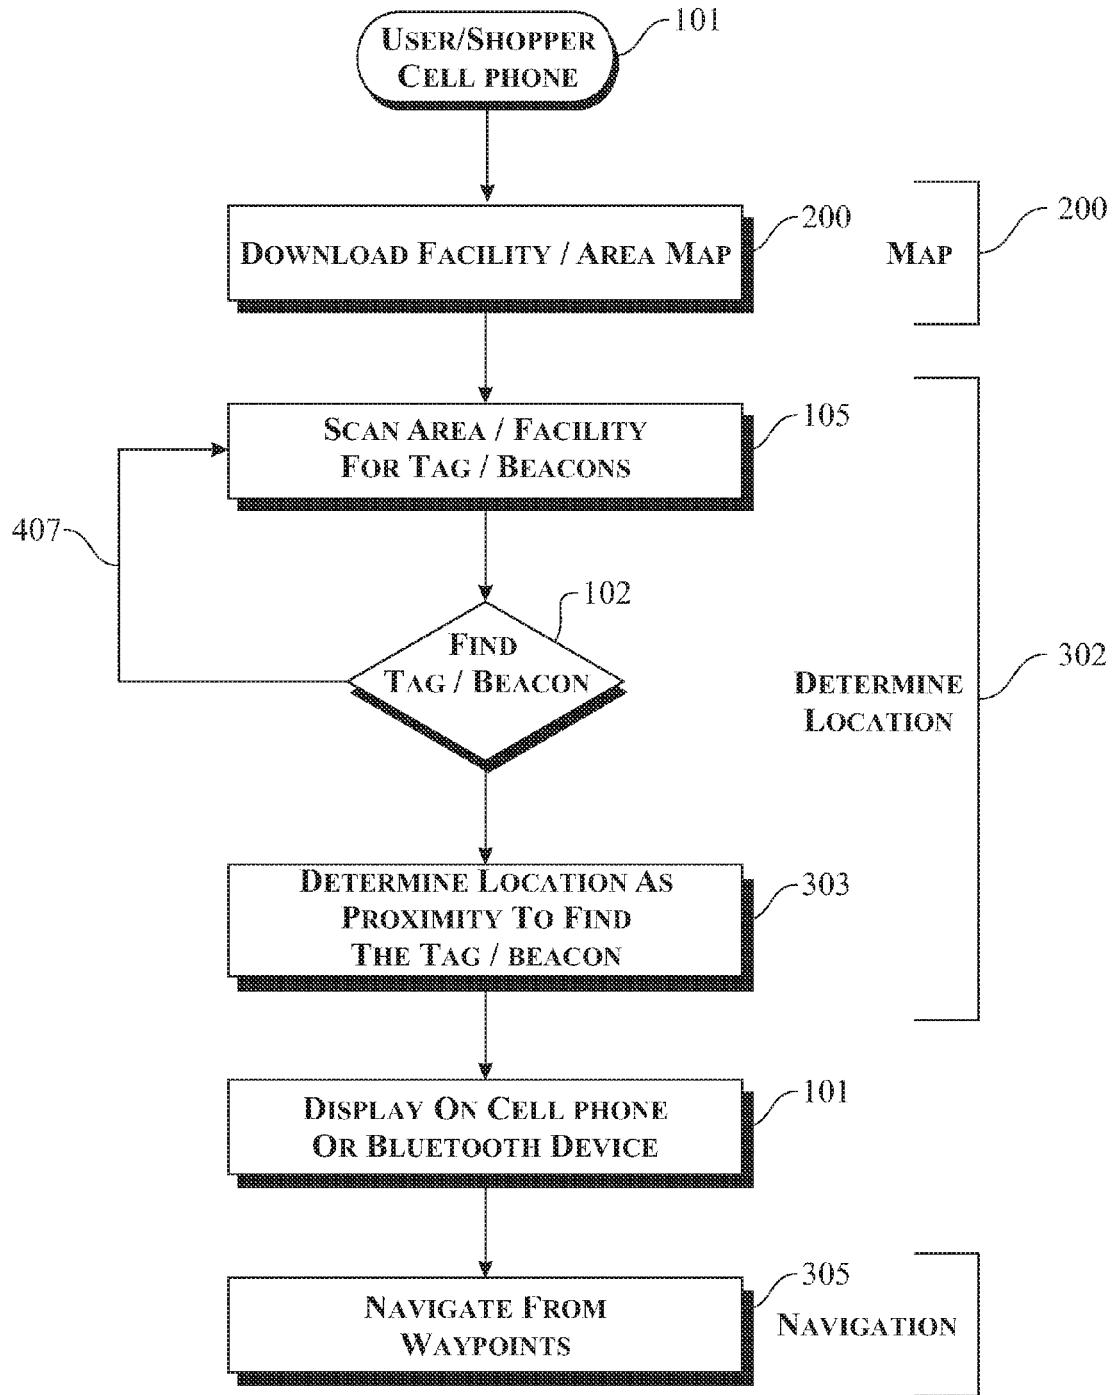 USER/SHOPPER
CELL PHONE
101
DOWNLOAD FACILITY / AREA MAP
200
MAP
200
SCAN AREA / FACILITY
FOR TAG / BEACONS
105
407
FIND
TAG / BEACON
102
DETERMINE
LOCATION
302
DETERMINE LOCATION AS
PROXIMITY TO FIND
THE TAG / BEACON
303
DISPLAY ON CELL PHONE
OR BLUETOOTH DEVICE
101
NAVIGATE FROM
WAYPOINTS
305
NAVIGATION